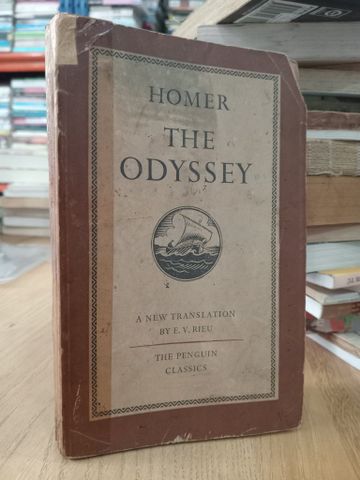 HOMER
THE
ODYSSEY
A NEW TRANSLATION
BY E. V. RIEU
THE PENGUIN
CLASSICS